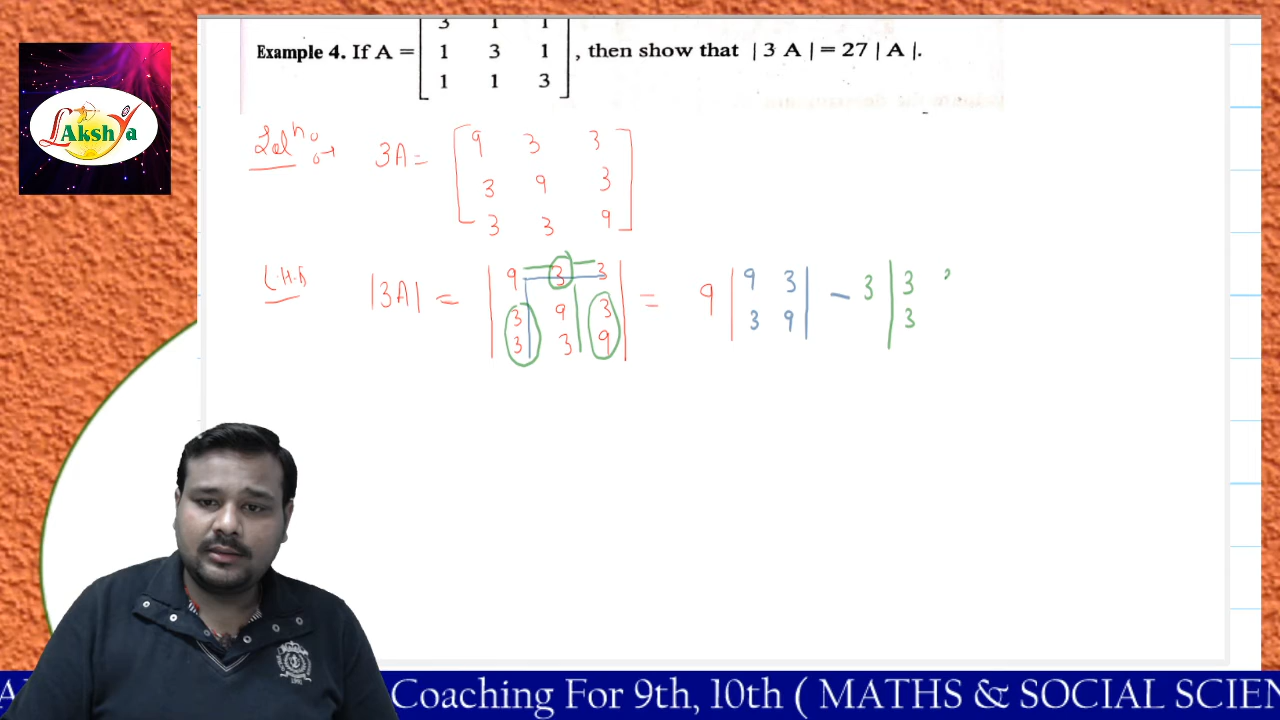 3 1 1
Example 4. If A = 1 3 1 , then show that | 3 A | = 27 | A |.
1 1 3
LAkshya
Solⁿ 3A = 9 3 3
3 9 3
3 3 9
L.H.S
|3A| = | 9 3 3 | = 9 | 9 3 | - 3 | 3
3 9 3 3 9 3
3 3 9
Coaching For 9th, 10th ( MATHS & SOCIAL SCIEN